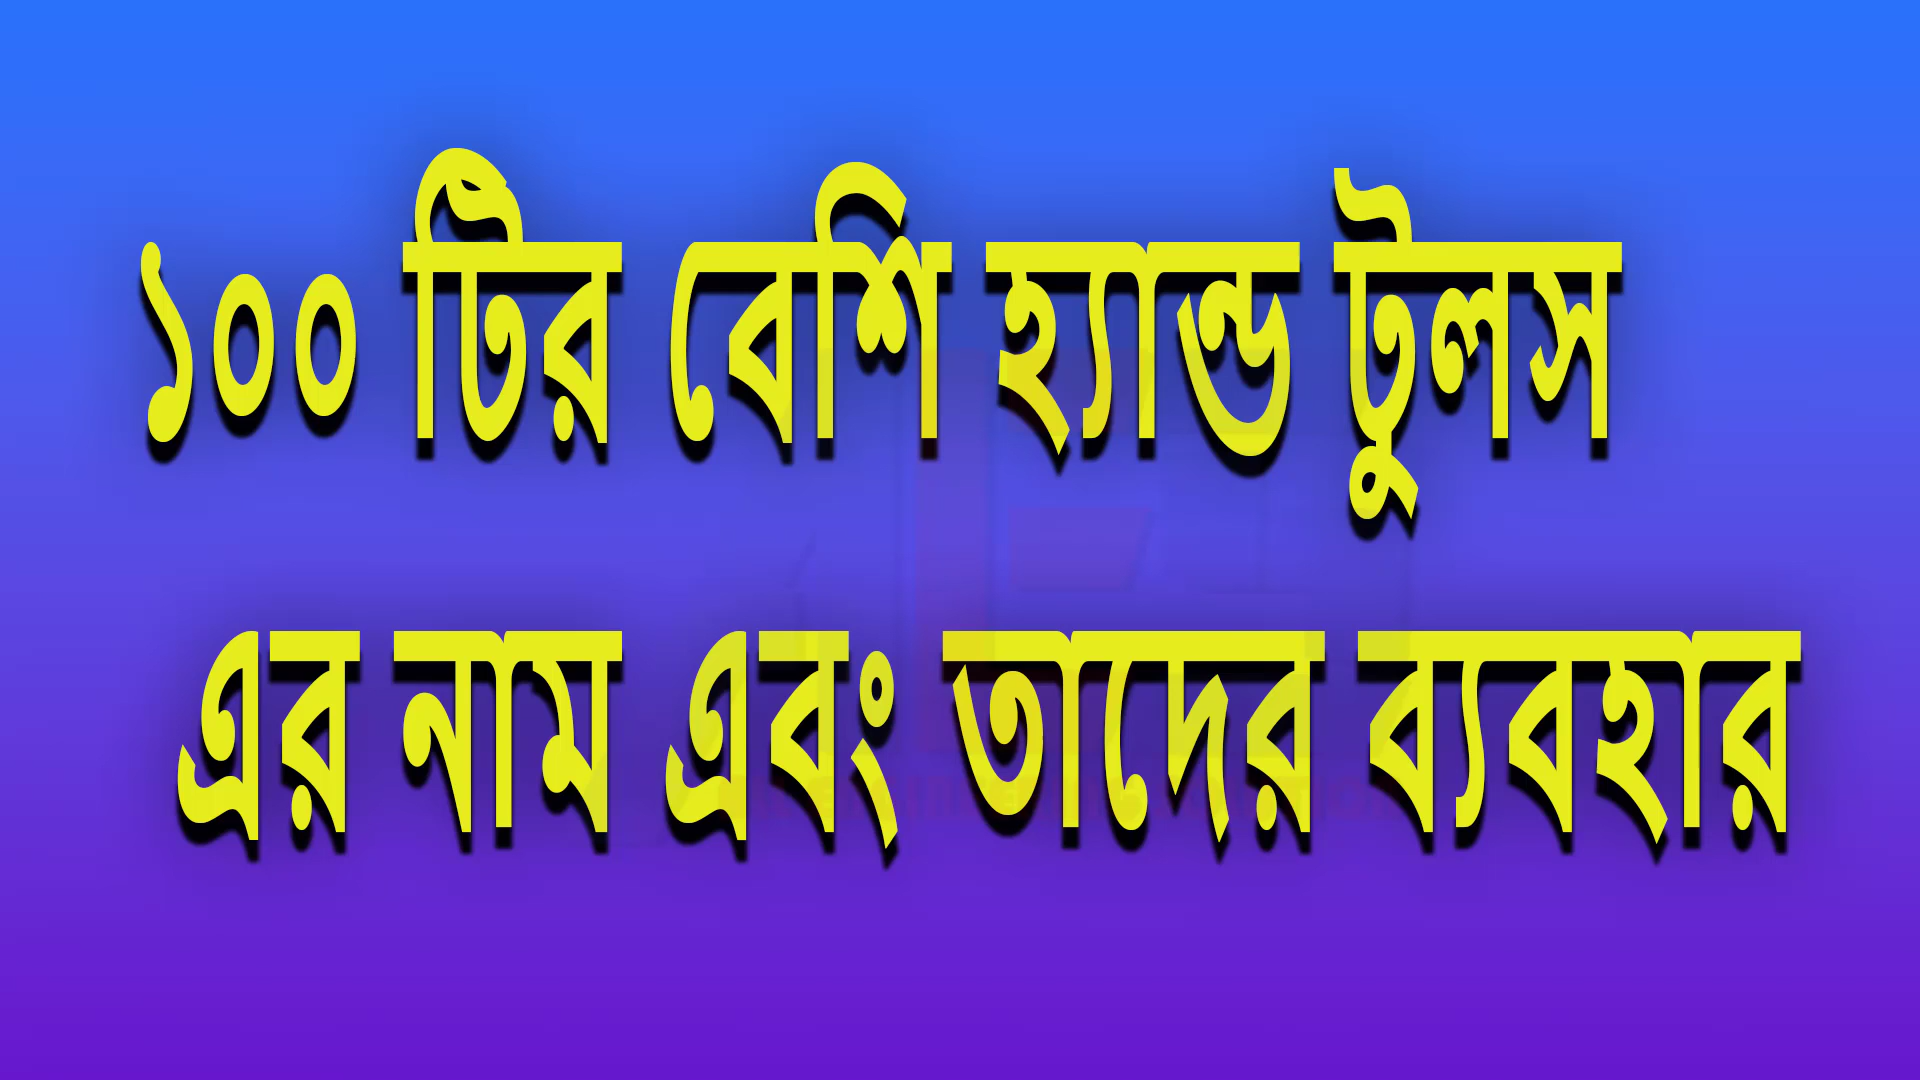 ১০০ টির বেশি হ্যান্ড টুলস
এর নাম এবং তাদের ব্যবহার